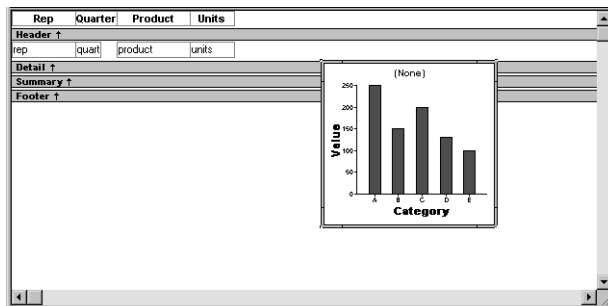 Rep Quarter Product Units
Header ↑
rep quart product units
Detail ↑
Summary ↑
Footer ↑
(None)
250
200
150
100
50
0
Value
A B C D E
Category